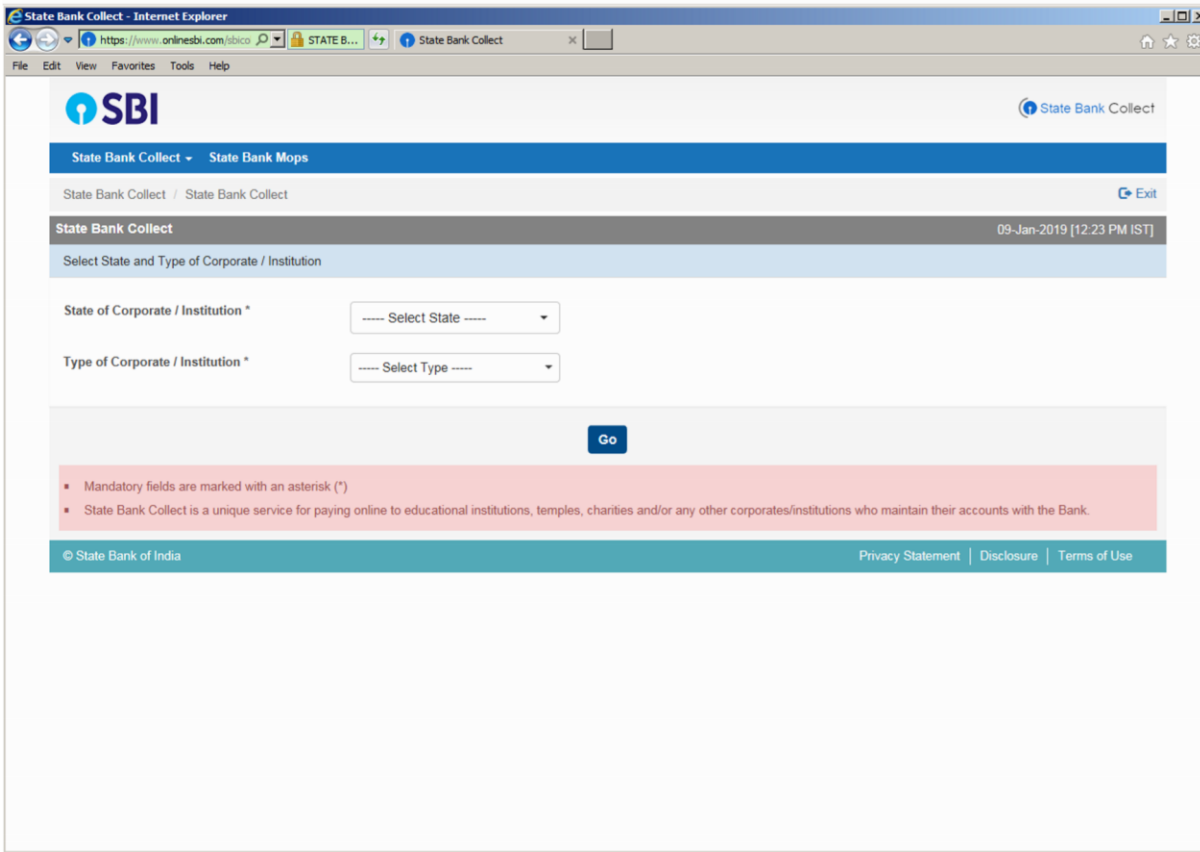 State Bank Collect - Internet Explorer
https://www.onlinesbi.com/sbico
STATE B...
State Bank Collect
File Edit View Favorites Tools Help
SBI
State Bank Collect
State Bank Collect State Bank Mops
State Bank Collect / State Bank Collect
Exit
State Bank Collect
09-Jan-2019 [12:23 PM IST]
Select State and Type of Corporate / Institution
State of Corporate / Institution *
----- Select State -----
Type of Corporate / Institution *
----- Select Type -----
Go
Mandatory fields are marked with an asterisk (*)
State Bank Collect is a unique service for paying online to educational institutions, temples, charities and/or any other corporates/institutions who maintain their accounts with the Bank.
© State Bank of India
Privacy Statement | Disclosure | Terms of Use